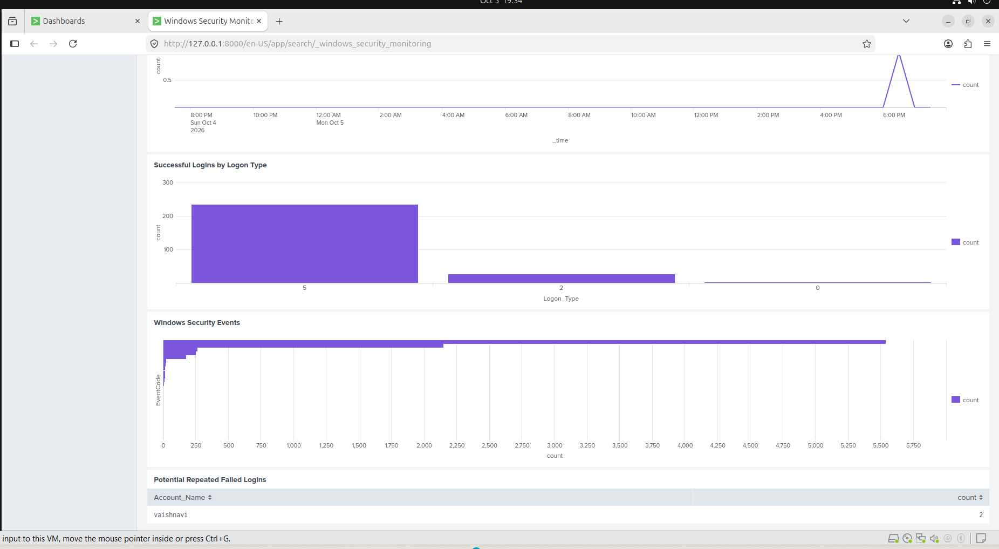 Oct 5 19:34
Dashboards
Windows Security Monito
http://127.0.0.1:8000/en-US/app/search/_windows_security_monitoring
count
0.5
count
8:00 PM 10:00 PM 12:00 AM 2:00 AM 4:00 AM 6:00 AM 8:00 AM 10:00 AM 12:00 PM 2:00 PM 4:00 PM 6:00 PM
Sun Oct 4 Mon Oct 5
2026
_time
Successful Logins by Logon Type
300
200
100
count
count
5 2 0
Logon_Type
Windows Security Events
EventCode
count
0 250 500 750 1,000 1,250 1,500 1,750 2,000 2,250 2,500 2,750 3,000 3,250 3,500 3,750 4,000 4,250 4,500 4,750 5,000 5,250 5,500 5,750
count
Potential Repeated Failed Logins
Account_Name count
vaishnavi 2
input to this VM, move the mouse pointer inside or press Ctrl+G.